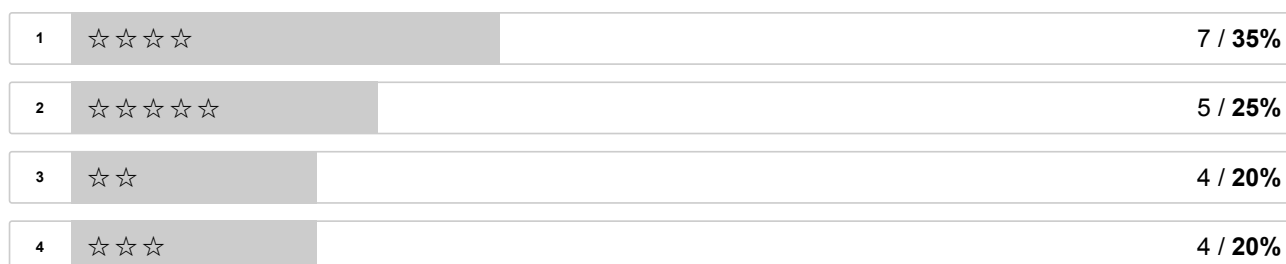 1 ☆☆☆☆ 7 / 35%
2 ☆☆☆☆☆ 5 / 25%
3 ☆☆ 4 / 20%
4 ☆☆☆ 4 / 20%